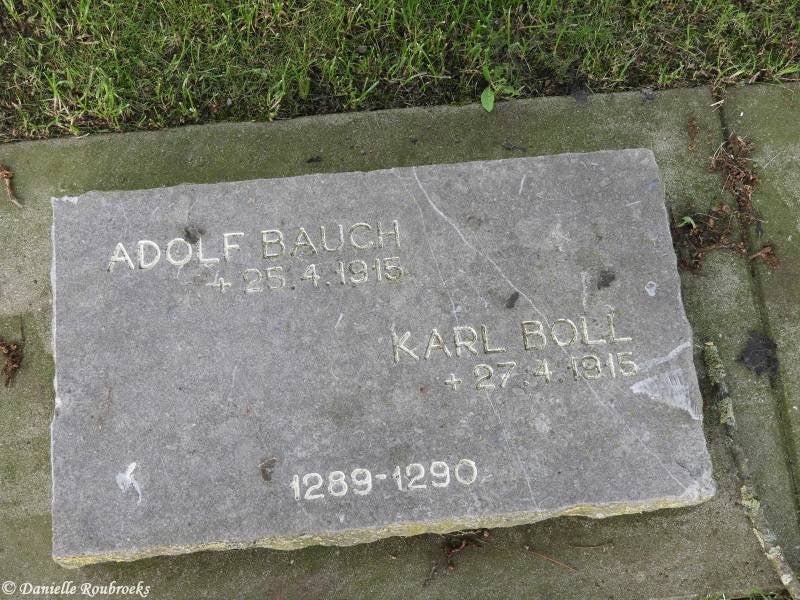 ADOLF BAUCH
+ 25.4.1915
KARL BOLL
+ 27.4.1915
1289-1290
© Danielle Roubroeks